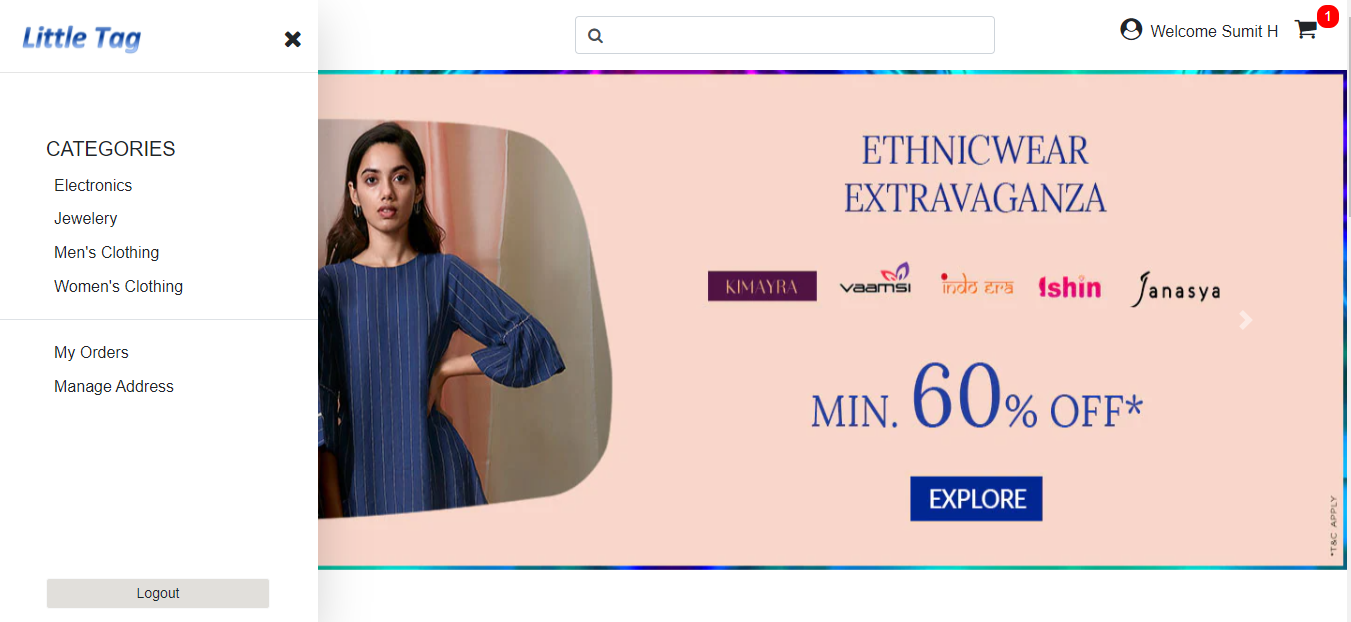 Little Tag
CATEGORIES
Electronics
Jewelery
Men's Clothing
Women's Clothing
My Orders
Manage Address
Logout
Welcome Sumit H
1
ETHNICWEAR
EXTRAVAGANZA
KIMAYRA vaamsi indo era Ishin Janasya
MIN. 60% OFF*
EXPLORE
*T&C APPLY